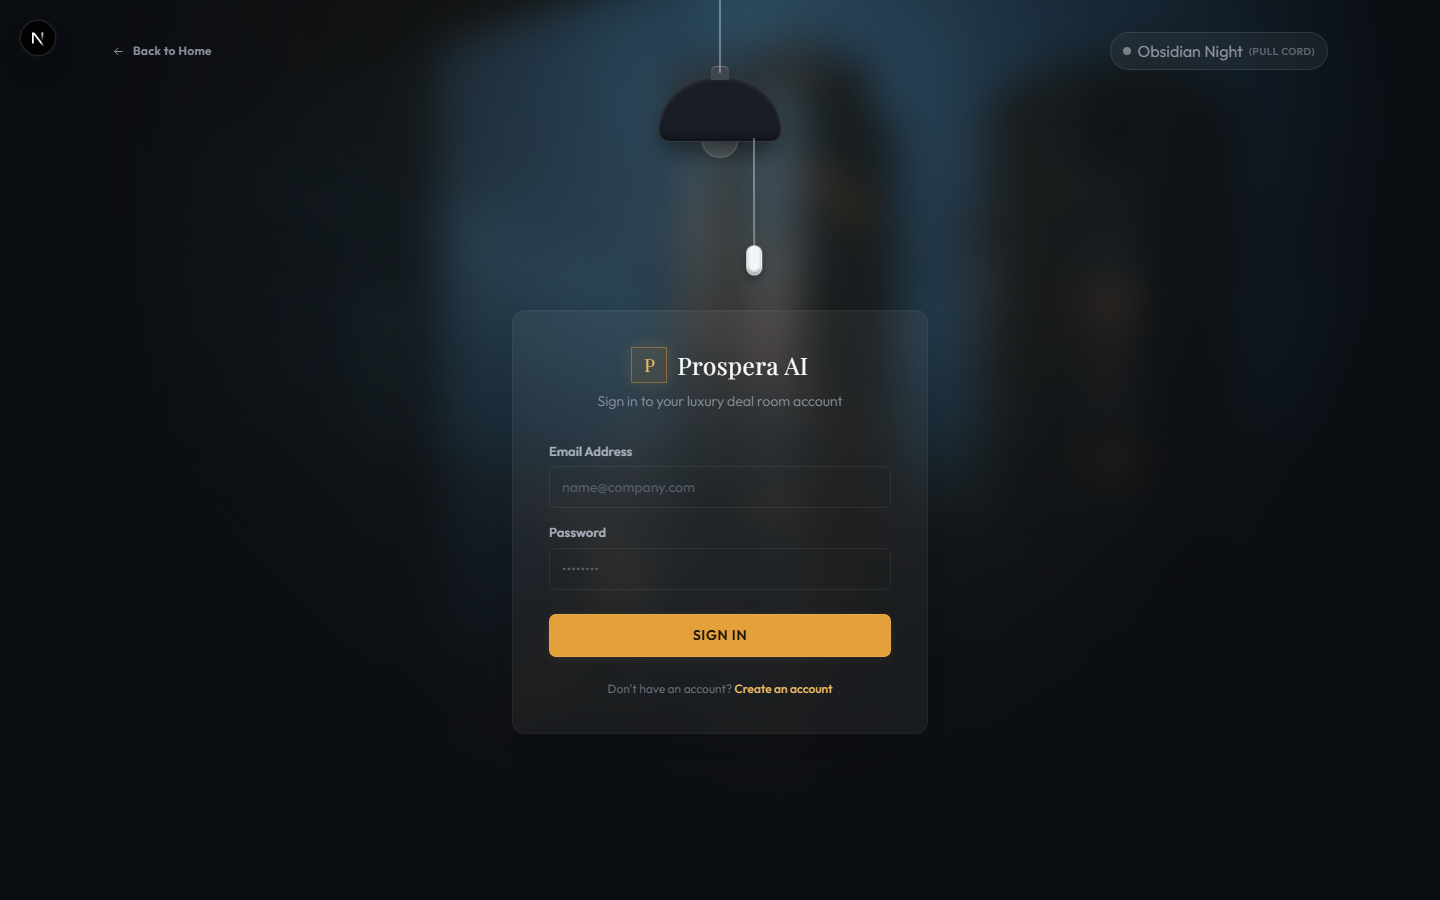 N
← Back to Home
Obsidian Night (PULL CORD)
P Prospera AI
Sign in to your luxury deal room account
Email Address
name@company.com
Password
••••••••
SIGN IN
Don't have an account? Create an account